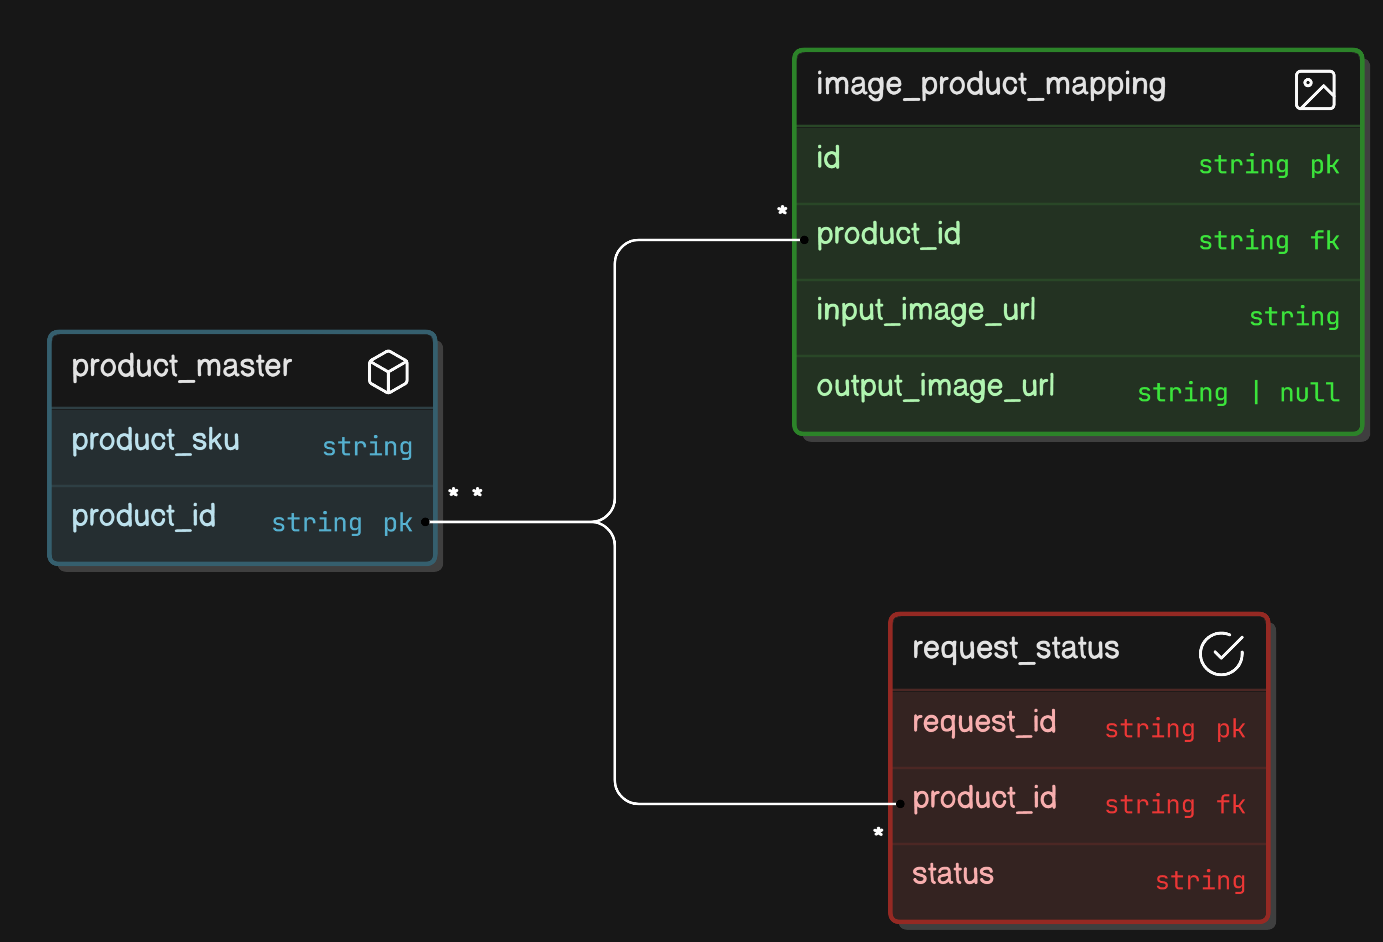 image_product_mapping
id string pk
*
product_id string fk
input_image_url string
output_image_url string | null
product_master
product_sku string
* *
product_id string pk
request_status
request_id string pk
product_id string fk
*
status string